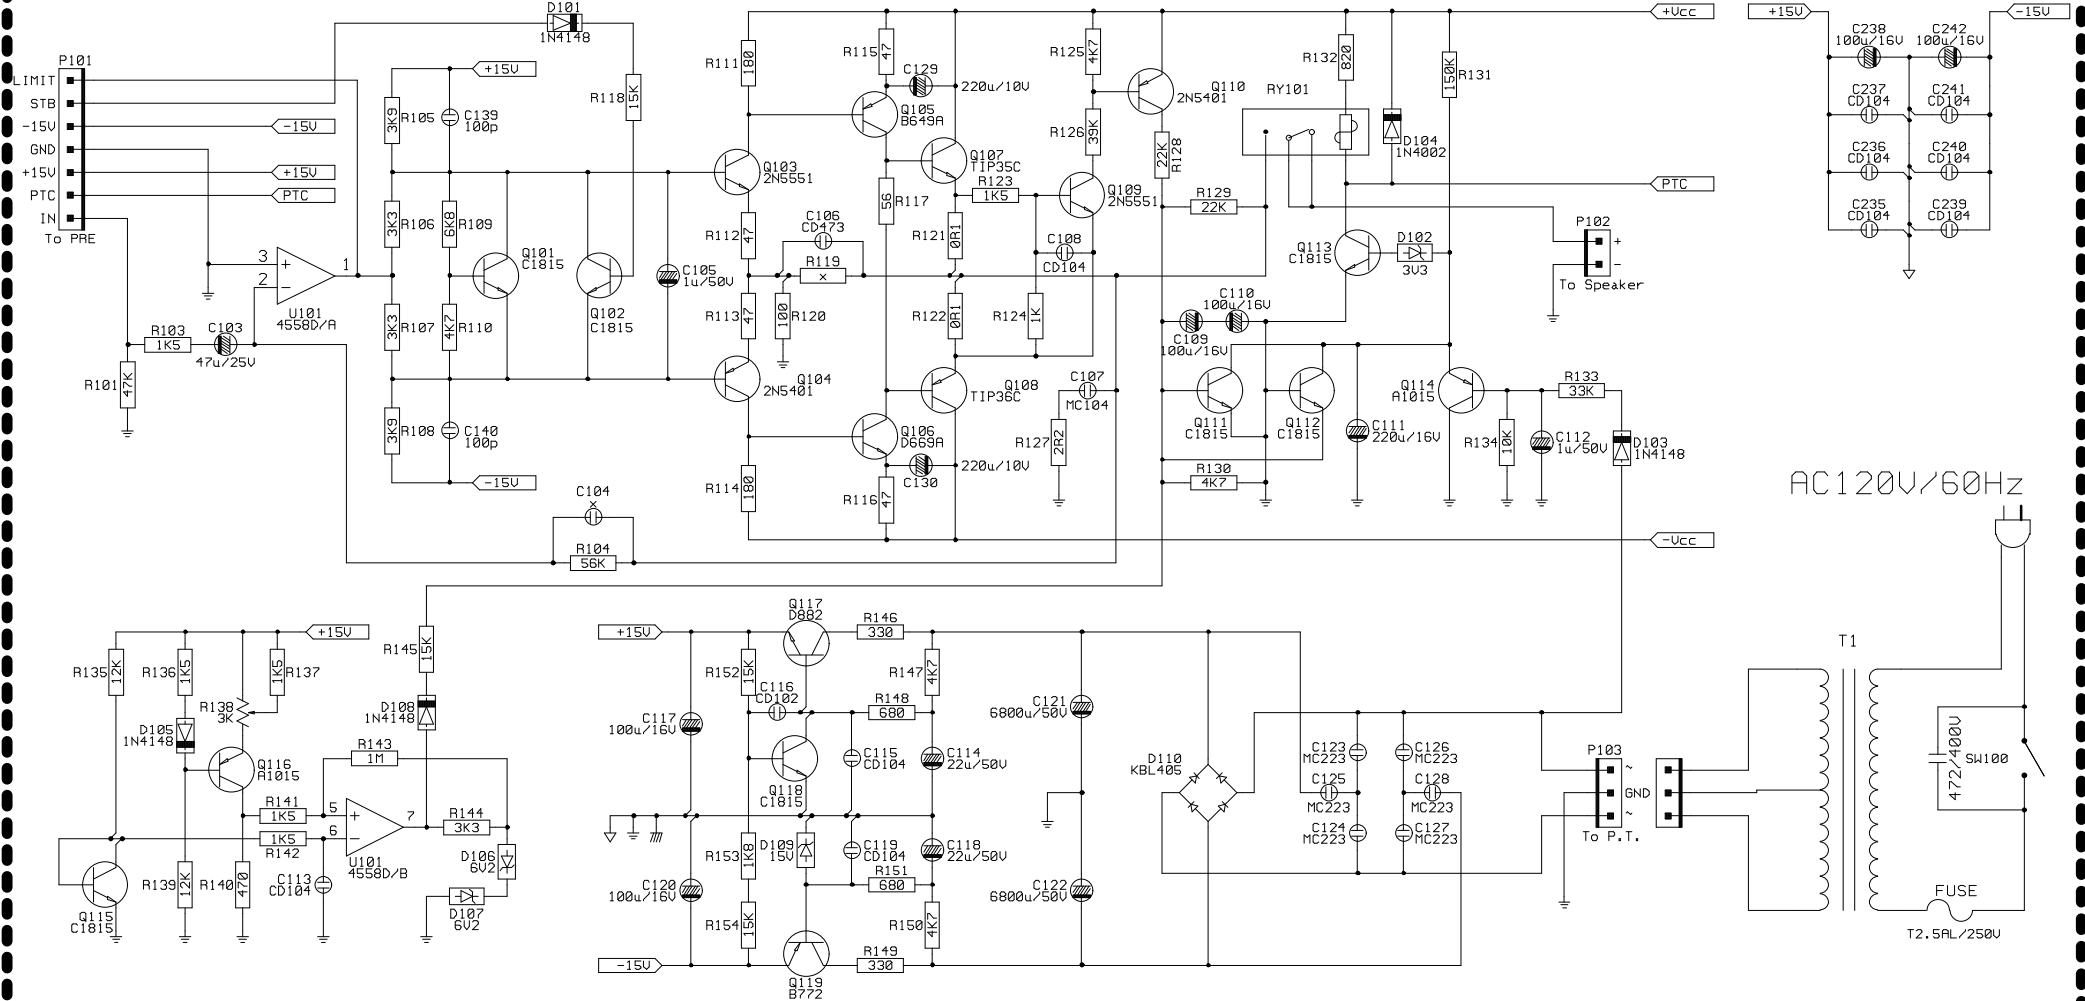 D101
1N4148
P101
LIMIT
STB
-15V
GND
+15V
PTC
IN
To PRE
-15V
+15V
PTC
3
2
1
+
−
U101
4558D/A
R103
1K5
C103
47u/25V
R101
47K
+15V
R105
3K9
C139
100p
R118
15K
R106
3K3
R109
6K8
Q101
C1815
Q102
C1815
C105
1u/50V
R107
3K3
R110
4K7
R108
3K9
C140
100p
-15V
C104
x
R104
56K
R111
180
Q103
2N5551
R112
47
C106
CD473
R119
x
R113
47
R120
100
Q104
2N5401
R114
180
R115
47
C129
220u/10V
Q105
B649A
Q107
TIP35C
R117
56
R123
1K5
R121
0R1
R122
0R1
C108
CD104
R124
1K
Q108
TIP36C
Q106
D669A
C130
220u/10V
R116
47
C107
MC104
R127
2R2
R125
4K7
R126
39K
Q109
2N5551
Q110
2N5401
R128
22K
R129
22K
RY101
R132
820
D104
1N4002
R131
150K
+Vcc
PTC
Q113
C1815
D102
3V3
P102
+
−
To Speaker
C110
100u/16V
C109
100u/16V
Q111
C1815
Q112
C1815
C111
220u/16V
R130
4K7
Q114
A1015
R133
33K
R134
10K
C112
1u/50V
D103
1N4148
-Vcc
+15V
-15V
C238
100u/16V
C242
100u/16V
C237
CD104
C241
CD104
C236
CD104
C240
CD104
C235
CD104
C239
CD104
AC120V/60Hz
+15V
R135
12K
R136
1K5
R137
1K5
R138
3K
D105
1N4148
Q116
A1015
R145
15K
D108
1N4148
R143
1M
R141
1K5
R142
1K5
5
6
7
+
−
U101
4558D/B
R144
3K3
D106
6V2
D107
6V2
C113
CD104
R139
12K
R140
470
Q115
C1815
+15V
Q117
D882
R146
330
R152
15K
C116
CD102
R148
680
R147
4K7
C117
100u/16V
Q118
C1815
C115
CD104
C114
22u/50V
C121
6800u/50V
R153
1K8
D109
15V
C119
CD104
C118
22u/50V
R151
680
C120
100u/16V
C122
6800u/50V
R154
15K
R150
4K7
-15V
Q119
B772
R149
330
D110
KBL405
C123
MC223
C126
MC223
C125
MC223
C128
MC223
C124
MC223
C127
MC223
P103
~
GND
~
To P.T.
T1
472/400V
SW100
FUSE
T2.5AL/250V